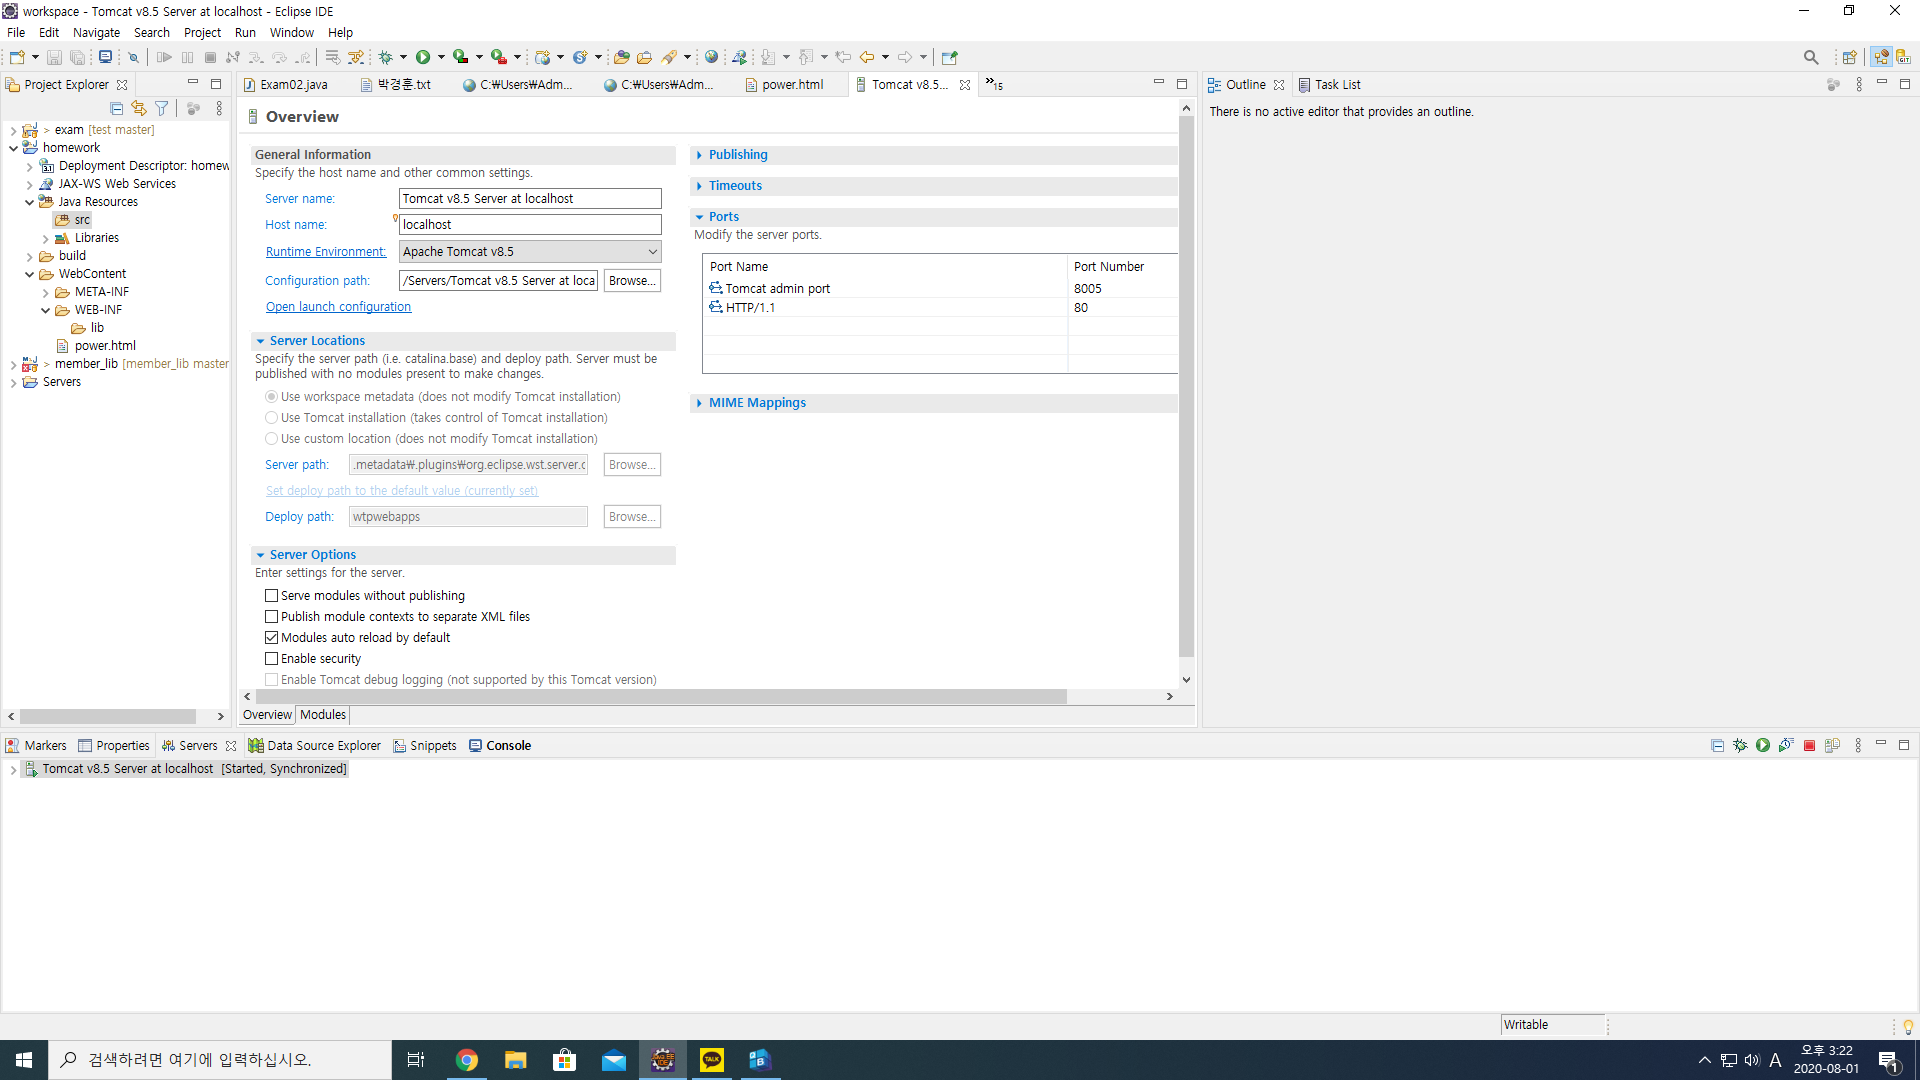 workspace - Tomcat v8.5 Server at localhost - Eclipse IDE
File Edit Navigate Search Project Run Window Help
Project Explorer
Exam02.java
박경훈.txt
C:₩Users₩Adm...
C:₩Users₩Adm...
power.html
Tomcat v8.5...
»15
Outline
Task List
> exam [test master]
homework
Deployment Descriptor: homew
JAX-WS Web Services
Java Resources
src
Libraries
build
WebContent
META-INF
WEB-INF
lib
power.html
> member_lib [member_lib master
Servers
Overview
General Information
Specify the host name and other common settings.
Server name: Tomcat v8.5 Server at localhost
Host name: localhost
Runtime Environment: Apache Tomcat v8.5
Configuration path: /Servers/Tomcat v8.5 Server at loca Browse...
Open launch configuration
Server Locations
Specify the server path (i.e. catalina.base) and deploy path. Server must be
published with no modules present to make changes.
Use workspace metadata (does not modify Tomcat installation)
Use Tomcat installation (takes control of Tomcat installation)
Use custom location (does not modify Tomcat installation)
Server path: .metadata₩.plugins₩org.eclipse.wst.server.c Browse...
Set deploy path to the default value (currently set)
Deploy path: wtpwebapps Browse...
Server Options
Enter settings for the server.
Serve modules without publishing
Publish module contexts to separate XML files
Modules auto reload by default
Enable security
Enable Tomcat debug logging (not supported by this Tomcat version)
Publishing
Timeouts
Ports
Modify the server ports.
Port Name Port Number
Tomcat admin port 8005
HTTP/1.1 80
MIME Mappings
Overview Modules
There is no active editor that provides an outline.
Markers Properties Servers Data Source Explorer Snippets Console
Tomcat v8.5 Server at localhost [Started, Synchronized]
Writable
검색하려면 여기에 입력하십시오.
A
오후 3:22
2020-08-01
1